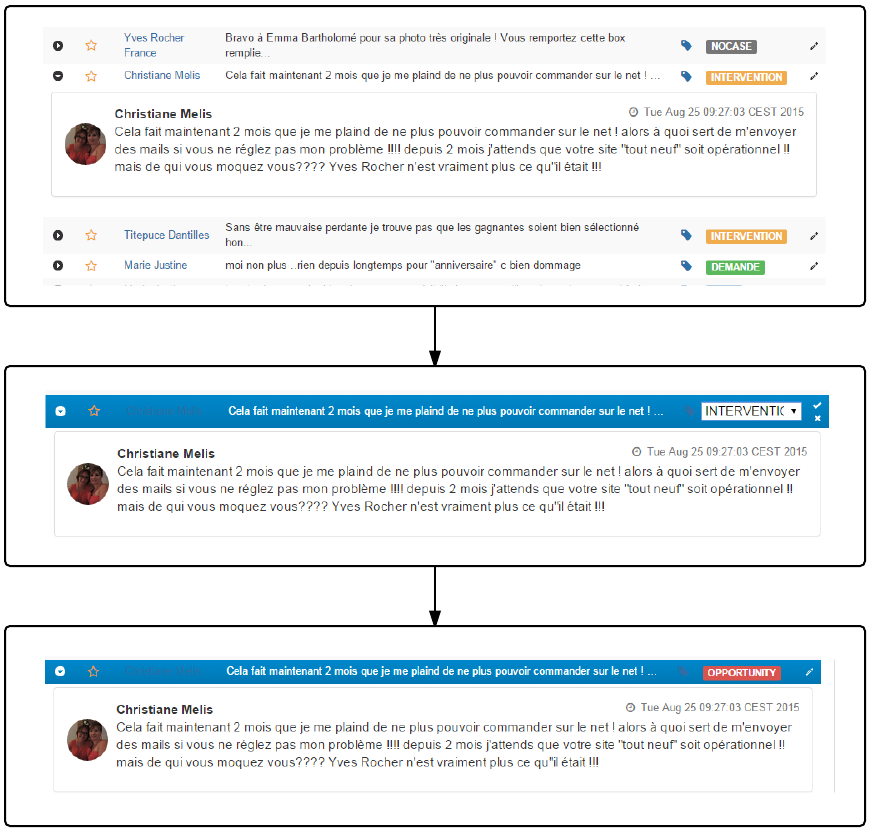 Yves Rocher France
Bravo à Emma Bartholomé pour sa photo très originale ! Vous remportez cette box remplie...
NOCASE
Christiane Melis
Cela fait maintenant 2 mois que je me plaind de ne plus pouvoir commander sur le net ! ...
INTERVENTION
Christiane Melis
Tue Aug 25 09:27:03 CEST 2015
Cela fait maintenant 2 mois que je me plaind de ne plus pouvoir commander sur le net ! alors à quoi sert de m'envoyer
des mails si vous ne réglez pas mon problème !!!! depuis 2 mois j'attends que votre site "tout neuf" soit opérationnel !!
mais de qui vous moquez vous???? Yves Rocher n'est vraiment plus ce qu''il était !!!
Titepuce Dantilles
Sans être mauvaise perdante je trouve pas que les gagnantes soient bien sélectionné hon...
INTERVENTION
Marie Justine
moi non plus ..rien depuis longtemps pour "anniversaire" c bien dommage
DEMANDE
Cela fait maintenant 2 mois que je me plaind de ne plus pouvoir commander sur le net ! ...
INTERVENTIC
Christiane Melis
Tue Aug 25 09:27:03 CEST 2015
Cela fait maintenant 2 mois que je me plaind de ne plus pouvoir commander sur le net ! alors à quoi sert de m'envoyer
des mails si vous ne réglez pas mon problème !!!! depuis 2 mois j'attends que votre site "tout neuf" soit opérationnel !!
mais de qui vous moquez vous???? Yves Rocher n'est vraiment plus ce qu''il était !!!
Cela fait maintenant 2 mois que je me plaind de ne plus pouvoir commander sur le net ! ...
OPPORTUNITY
Christiane Melis
Tue Aug 25 09:27:03 CEST 2015
Cela fait maintenant 2 mois que je me plaind de ne plus pouvoir commander sur le net ! alors à quoi sert de m'envoyer
des mails si vous ne réglez pas mon problème !!!! depuis 2 mois j'attends que votre site "tout neuf" soit opérationnel !!
mais de qui vous moquez vous???? Yves Rocher n'est vraiment plus ce qu''il était !!!